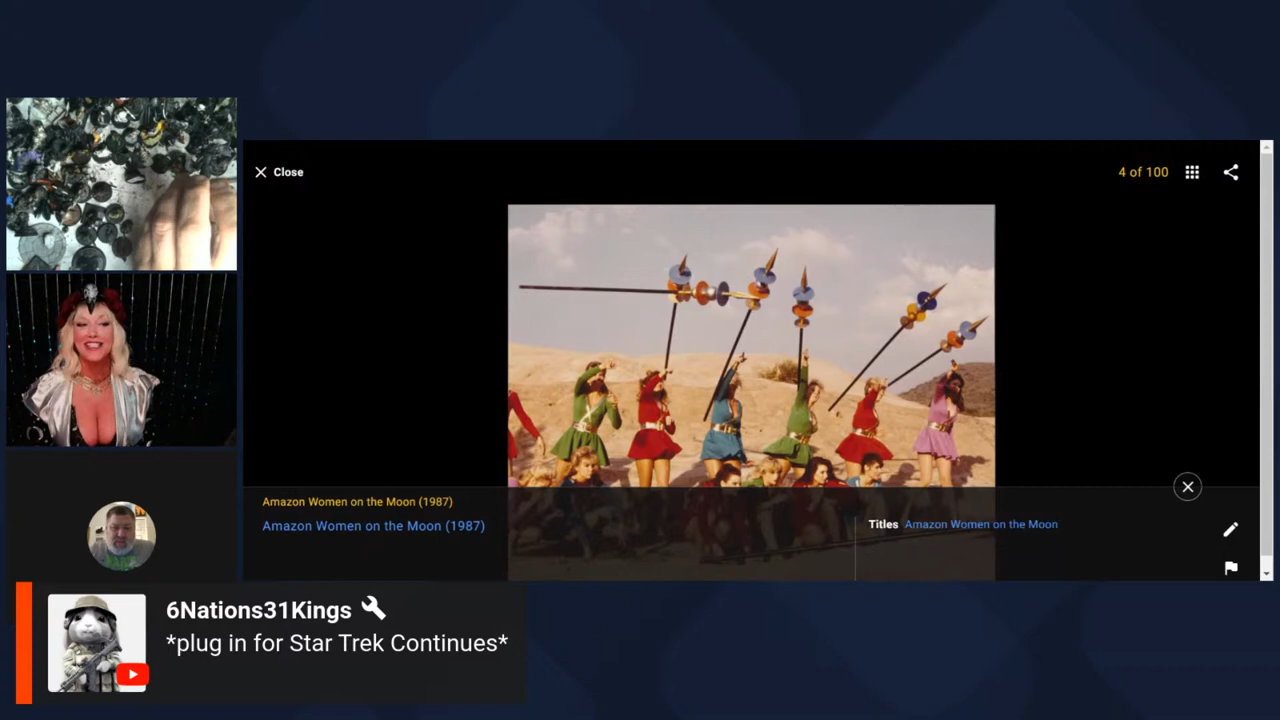 Close
4 of 100
Amazon Women on the Moon (1987)
Amazon Women on the Moon (1987)
Titles Amazon Women on the Moon
6Nations31Kings
*plug in for Star Trek Continues*